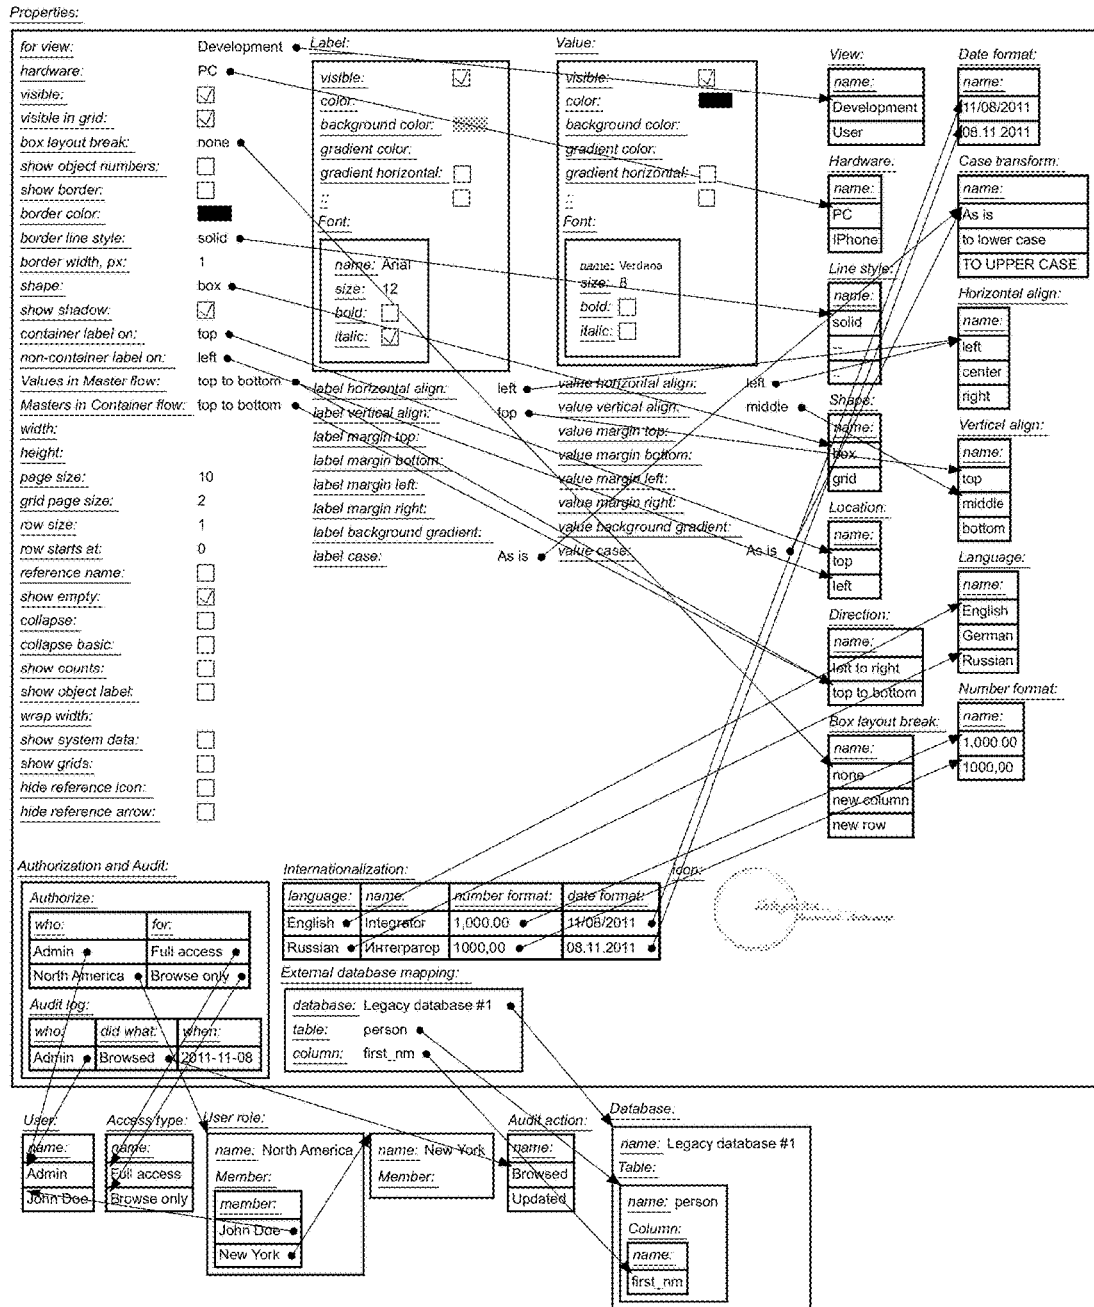 Properties:
for view: Development
hardware: PC
visible:
visible in grid:
box layout break: none
show object numbers:
show border:
border color:
border line style: solid
border width, px: 1
shape: box
show shadow:
container label on: top
non-container label on: left
Values in Master flow: top to bottom
Masters in Container flow: top to bottom
width:
height:
page size: 10
grid page size: 2
row size: 1
row starts at: 0
reference name:
show empty:
collapse:
collapse basic:
show counts:
show object label:
wrap width:
show system data:
show grids:
hide reference icon:
hide reference arrow:
Label:
visible:
color:
background color:
gradient color:
gradient horizontal:
::
Font:
name: Arial
size: 12
bold:
italic:
label horizontal align: left
label vertical align: top
label margin top:
label margin bottom:
label margin left:
label margin right:
label background gradient:
label case: As is
Value:
visible:
color:
background color:
gradient color:
gradient horizontal:
::
Font:
name: Verdana
size: 8
bold:
italic:
value horizontal align: left
value vertical align: middle
value margin top:
value margin bottom:
value margin left:
value margin right:
value background gradient:
value case: As is
View:
name:
Development
User
Hardware:
name:
PC
iPhone
Line style:
name:
solid
Shape:
name:
box
grid
Location:
name:
top
left
Direction:
name:
left to right
top to bottom
Box layout break:
name:
none
new column
new row
Date format:
name:
11/08/2011
08.11.2011
Case transform:
name:
As is
to lower case
TO UPPER CASE
Horizontal align:
name:
left
center
right
Vertical align:
name:
top
middle
bottom
Language:
name:
English
German
Russian
Number format:
name:
1,000.00
1000,00
Authorization and Audit:
Authorize:
who: for:
Admin Full access
North America Browse only
Audit log:
who: did what: when:
Admin Browsed 2011-11-08
Internationalization:
language: name: number format: date format:
English Integrator 1,000.00 11/08/2011
Russian Интегратор 1000,00 08.11.2011
icon:
External database mapping:
database: Legacy database #1
table: person
column: first_nm
User:
name:
Admin
John Doe
Access type:
name:
Full access
Browse only
User role:
name: North America
Member:
member:
John Doe
New York
name: New York
Member:
Audit action:
name:
Browsed
Updated
Database:
name: Legacy database #1
Table:
name: person
Column:
name:
first_nm